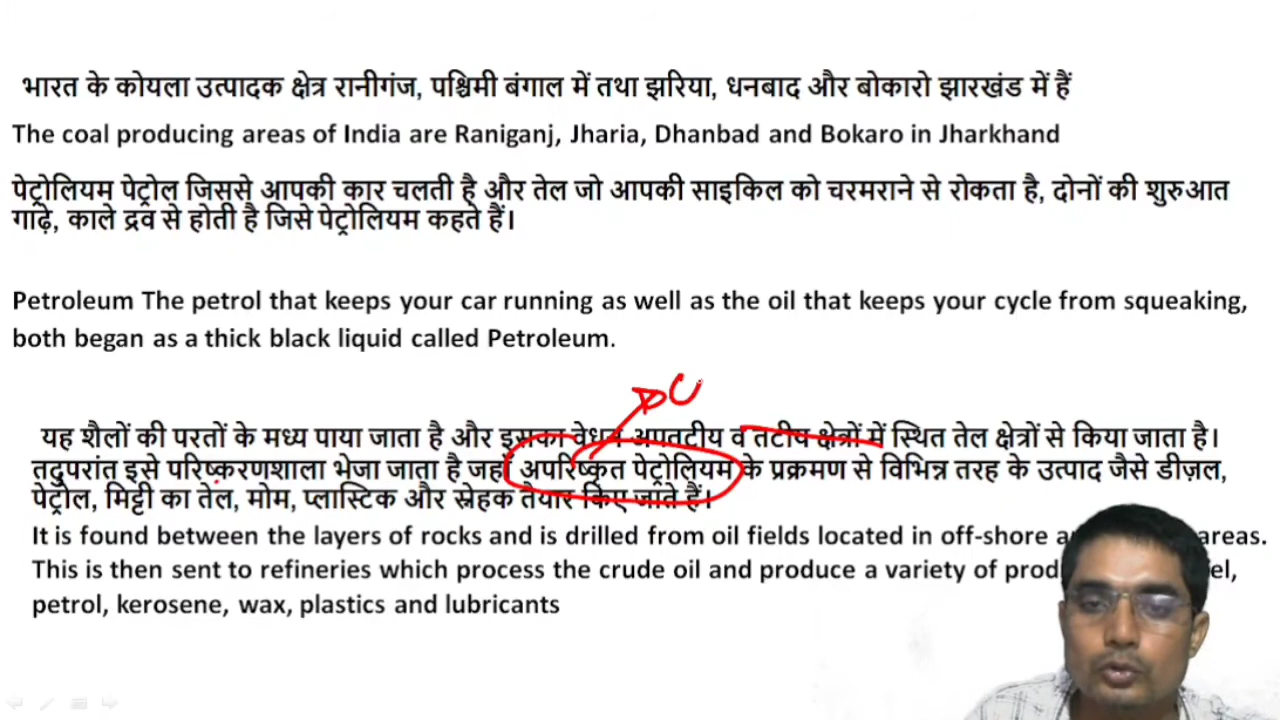 भारत के कोयला उत्पादक क्षेत्र रानीगंज, पश्चिमी बंगाल में तथा झरिया, धनबाद और बोकारो झारखंड में हैं
The coal producing areas of India are Raniganj, Jharia, Dhanbad and Bokaro in Jharkhand
पेट्रोलियम पेट्रोल जिससे आपकी कार चलती है और तेल जो आपकी साइकिल को चरमराने से रोकता है, दोनों की शुरुआत
गाढ़े, काले द्रव से होती है जिसे पेट्रोलियम कहते हैं।
Petroleum The petrol that keeps your car running as well as the oil that keeps your cycle from squeaking,
both began as a thick black liquid called Petroleum.
यह शैलों की परतों के मध्य पाया जाता है और इसका वेधन अपतटीय व तटीय क्षेत्रों में स्थित तेल क्षेत्रों से किया जाता है।
तदुपरांत इसे परिष्करणशाला भेजा जाता है जहाँ अपरिष्कृत पेट्रोलियम के प्रक्रमण से विभिन्न तरह के उत्पाद जैसे डीज़ल,
पेट्रोल, मिट्टी का तेल, मोम, प्लास्टिक और स्नेहक तैयार किए जाते हैं।
It is found between the layers of rocks and is drilled from oil fields located in off-shore areas.
This is then sent to refineries which process the crude oil and produce a variety of
petrol, kerosene, wax, plastics and lubricants